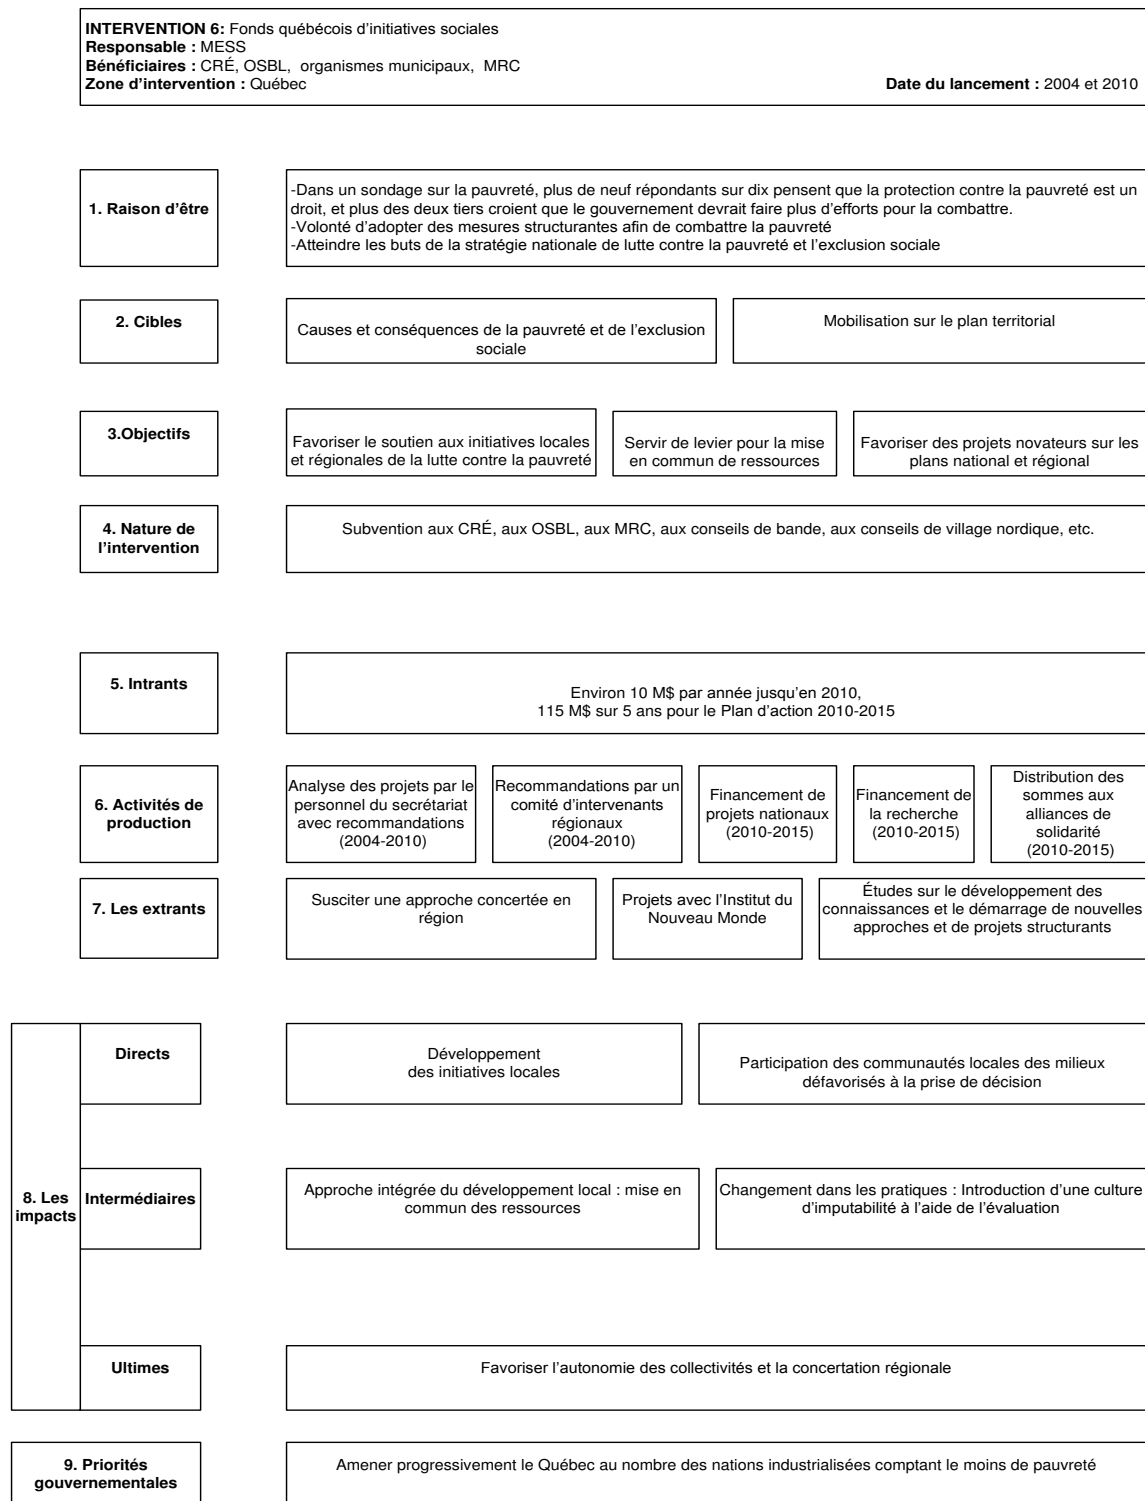 INTERVENTION 6: Fonds québécois d'initiatives sociales
Responsable : MESS
Bénéficiaires : CRÉ, OSBL, organismes municipaux, MRC
Zone d'intervention : Québec
Date du lancement : 2004 et 2010
1. Raison d'être
-Dans un sondage sur la pauvreté, plus de neuf répondants sur dix pensent que la protection contre la pauvreté est un
droit, et plus des deux tiers croient que le gouvernement devrait faire plus d'efforts pour la combattre.
-Volonté d'adopter des mesures structurantes afin de combattre la pauvreté
-Atteindre les buts de la stratégie nationale de lutte contre la pauvreté et l'exclusion sociale
2. Cibles
Causes et conséquences de la pauvreté et de l'exclusion
sociale
Mobilisation sur le plan territorial
3.Objectifs
Favoriser le soutien aux initiatives locales
et régionales de la lutte contre la pauvreté
Servir de levier pour la mise
en commun de ressources
Favoriser des projets novateurs sur les
plans national et régional
4. Nature de
l'intervention
Subvention aux CRÉ, aux OSBL, aux MRC, aux conseils de bande, aux conseils de village nordique, etc.
5. Intrants
Environ 10 M$ par année jusqu'en 2010,
115 M$ sur 5 ans pour le Plan d'action 2010-2015
6. Activités de
production
Analyse des projets par le
personnel du secrétariat
avec recommandations
(2004-2010)
Recommandations par un
comité d'intervenants
régionaux
(2004-2010)
Financement de
projets nationaux
(2010-2015)
Financement de
la recherche
(2010-2015)
Distribution des
sommes aux
alliances de
solidarité
(2010-2015)
7. Les extrants
Susciter une approche concertée en
région
Projets avec l'Institut du
Nouveau Monde
Études sur le développement des
connaissances et le démarrage de nouvelles
approches et de projets structurants
8. Les
impacts
Directs
Développement
des initiatives locales
Participation des communautés locales des milieux
défavorisés à la prise de décision
Intermédiaires
Approche intégrée du développement local : mise en
commun des ressources
Changement dans les pratiques : Introduction d'une culture
d'imputabilité à l'aide de l'évaluation
Ultimes
Favoriser l'autonomie des collectivités et la concertation régionale
9. Priorités
gouvernementales
Amener progressivement le Québec au nombre des nations industrialisées comptant le moins de pauvreté